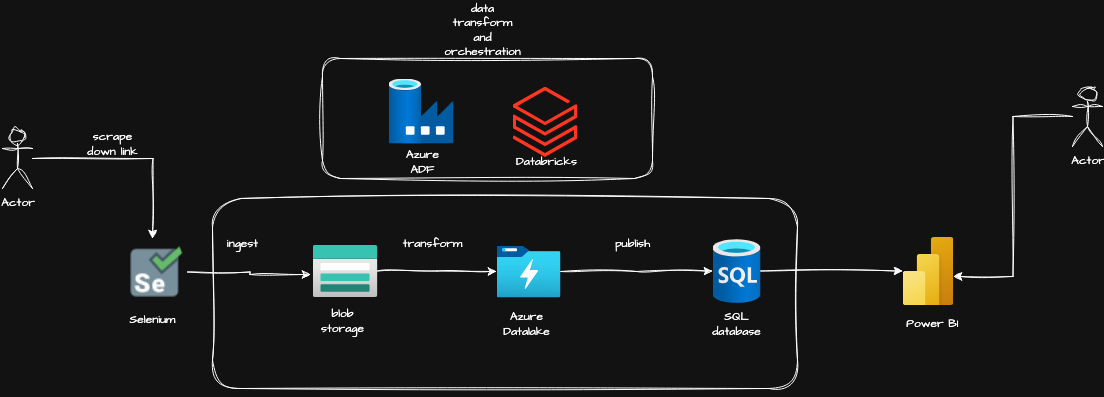 data
transform
and
orchestration
Azure
ADF
Databricks
scrape
down link
Actor
Actor
ingest
transform
publish
Se
SQL
Selenium
blob
storage
Azure
Datalake
SQL
database
Power BI